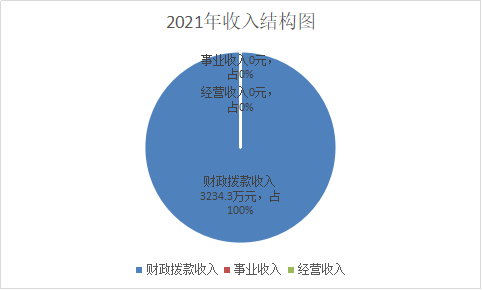 2021年收入结构图
事业收入0元，
占0%
经营收入0元，
占0%
财政拨款收入
3234.3万元，占
100%
财政拨款收入 事业收入 经营收入